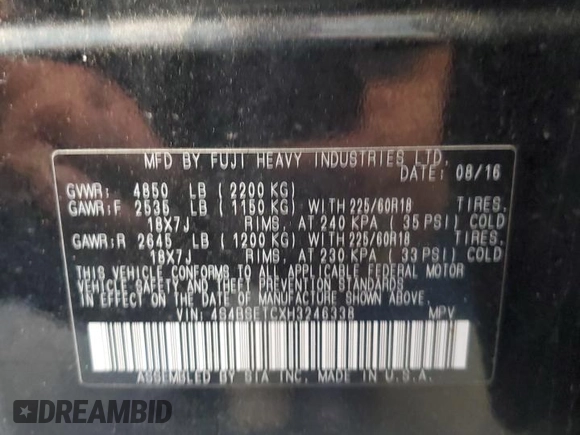 MFD BY FUJI HEAVY INDUSTRIES LTD.
DATE: 08/16
GVWR: 4850 LB (2200 KG)
GAWR:F 2535 LB (1150 KG) WITH 225/60R18 TIRES,
18X7J RIMS, AT 240 KPA (35 PSI) COLD
GAWR:R 2645 LB (1200 KG) WITH 225/60R18 TIRES,
18X7J RIMS, AT 230 KPA (33 PSI) COLD
THIS VEHICLE CONFORMS TO ALL APPLICABLE FEDERAL MOTOR
VEHICLE SAFETY AND THEFT PREVENTION STANDARDS IN
EFFECT ON THE DATE OF MANUFACTURE SHOWN ABOVE.
VIN: 4S4BSETCXH3246338 MPV
ASSEMBLED BY SIA INC. MADE IN U.S.A.
DREAMBID